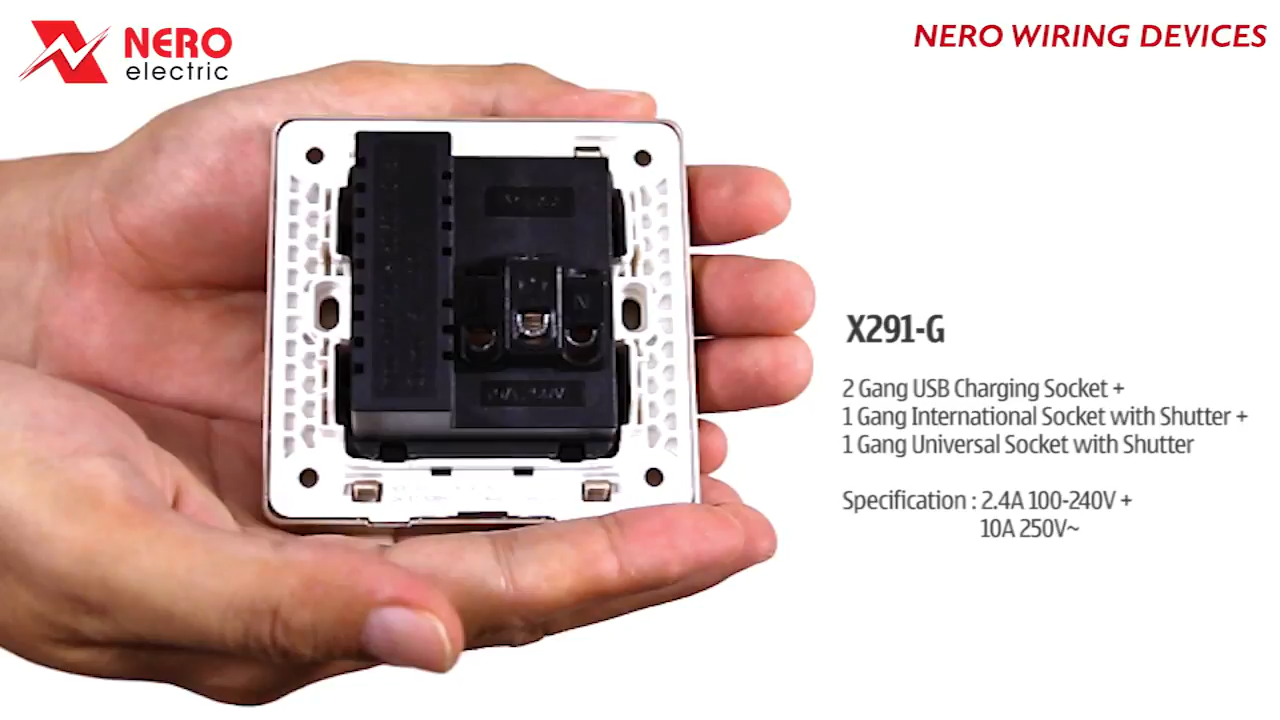 NERO
electric
NERO WIRING DEVICES
X291-G
2 Gang USB Charging Socket +
1 Gang International Socket with Shutter +
1 Gang Universal Socket with Shutter
Specification : 2.4A 100-240V +
10A 250V~
N